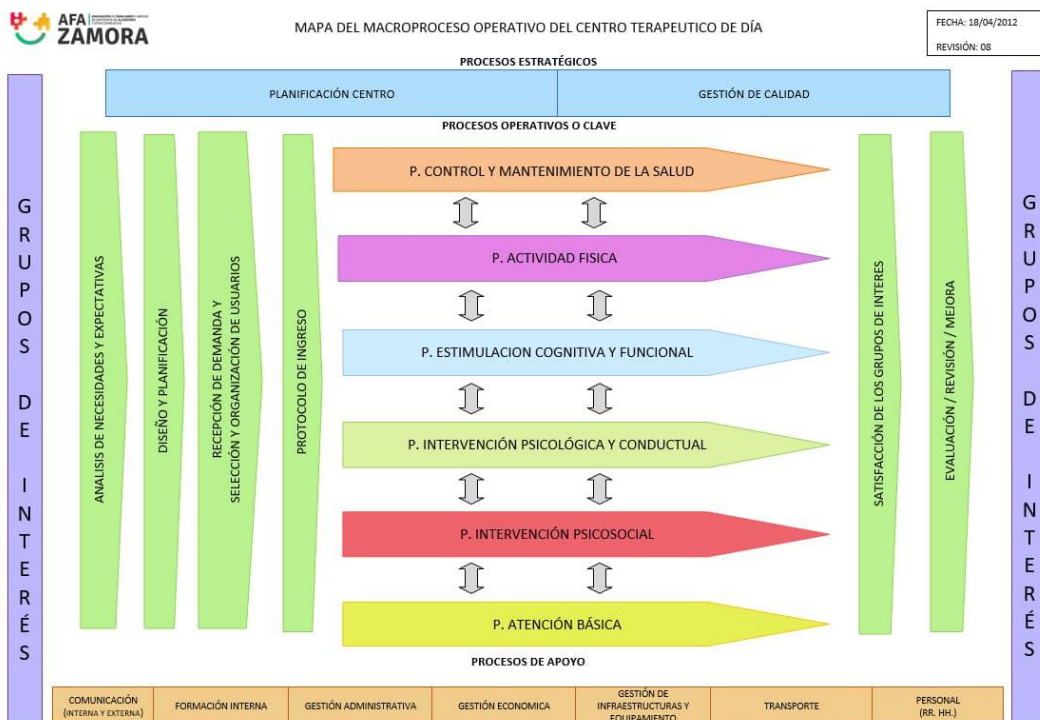 AFA
ZAMORA
MAPA DEL MACROPROCESO OPERATIVO DEL CENTRO TERAPEUTICO DE DÍA
FECHA: 18/04/2012
REVISIÓN: 08
PROCESOS ESTRATÉGICOS
PLANIFICACIÓN CENTRO
GESTIÓN DE CALIDAD
PROCESOS OPERATIVOS O CLAVE
GRUPOS DE INTERÉS
ANALISIS DE NECESIDADES Y EXPECTATIVAS
DISEÑO Y PLANIFICACIÓN
RECEPCIÓN DE DEMANDA Y
SELECCIÓN Y ORGANIZACIÓN DE USUARIOS
PROTOCOLO DE INGRESO
P. CONTROL Y MANTENIMIENTO DE LA SALUD
P. ACTIVIDAD FISICA
P. ESTIMULACION COGNITIVA Y FUNCIONAL
P. INTERVENCIÓN PSICOLÓGICA Y CONDUCTUAL
P. INTERVENCIÓN PSICOSOCIAL
P. ATENCIÓN BÁSICA
SATISFACCIÓN DE LOS GRUPOS DE INTERES
EVALUACIÓN / REVISIÓN / MEJORA
GRUPOS DE INTERÉS
PROCESOS DE APOYO
COMUNICACIÓN
(INTERNA Y EXTERNA)
FORMACIÓN INTERNA
GESTIÓN ADMINISTRATIVA
GESTIÓN ECONOMICA
GESTIÓN DE
INFRAESTRUCTURAS Y
EQUIPAMIENTO
TRANSPORTE
PERSONAL
(RR. HH.)